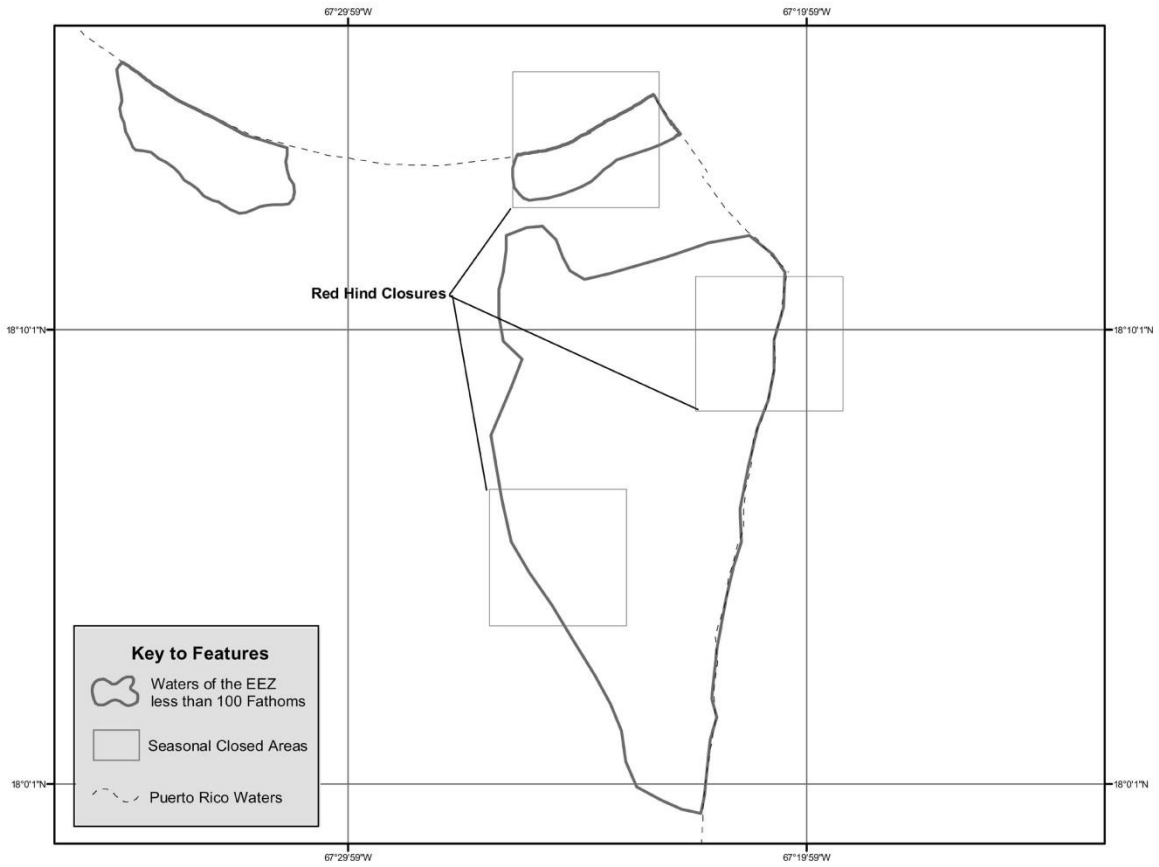 67°29'59"W
67°19'59"W
Red Hind Closures
18°10'1"N
18°10'1"N
Key to Features
Waters of the EEZ
less than 100 Fathoms
Seasonal Closed Areas
Puerto Rico Waters
18°0'1"N
18°0'1"N
67°29'59"W
67°19'59"W